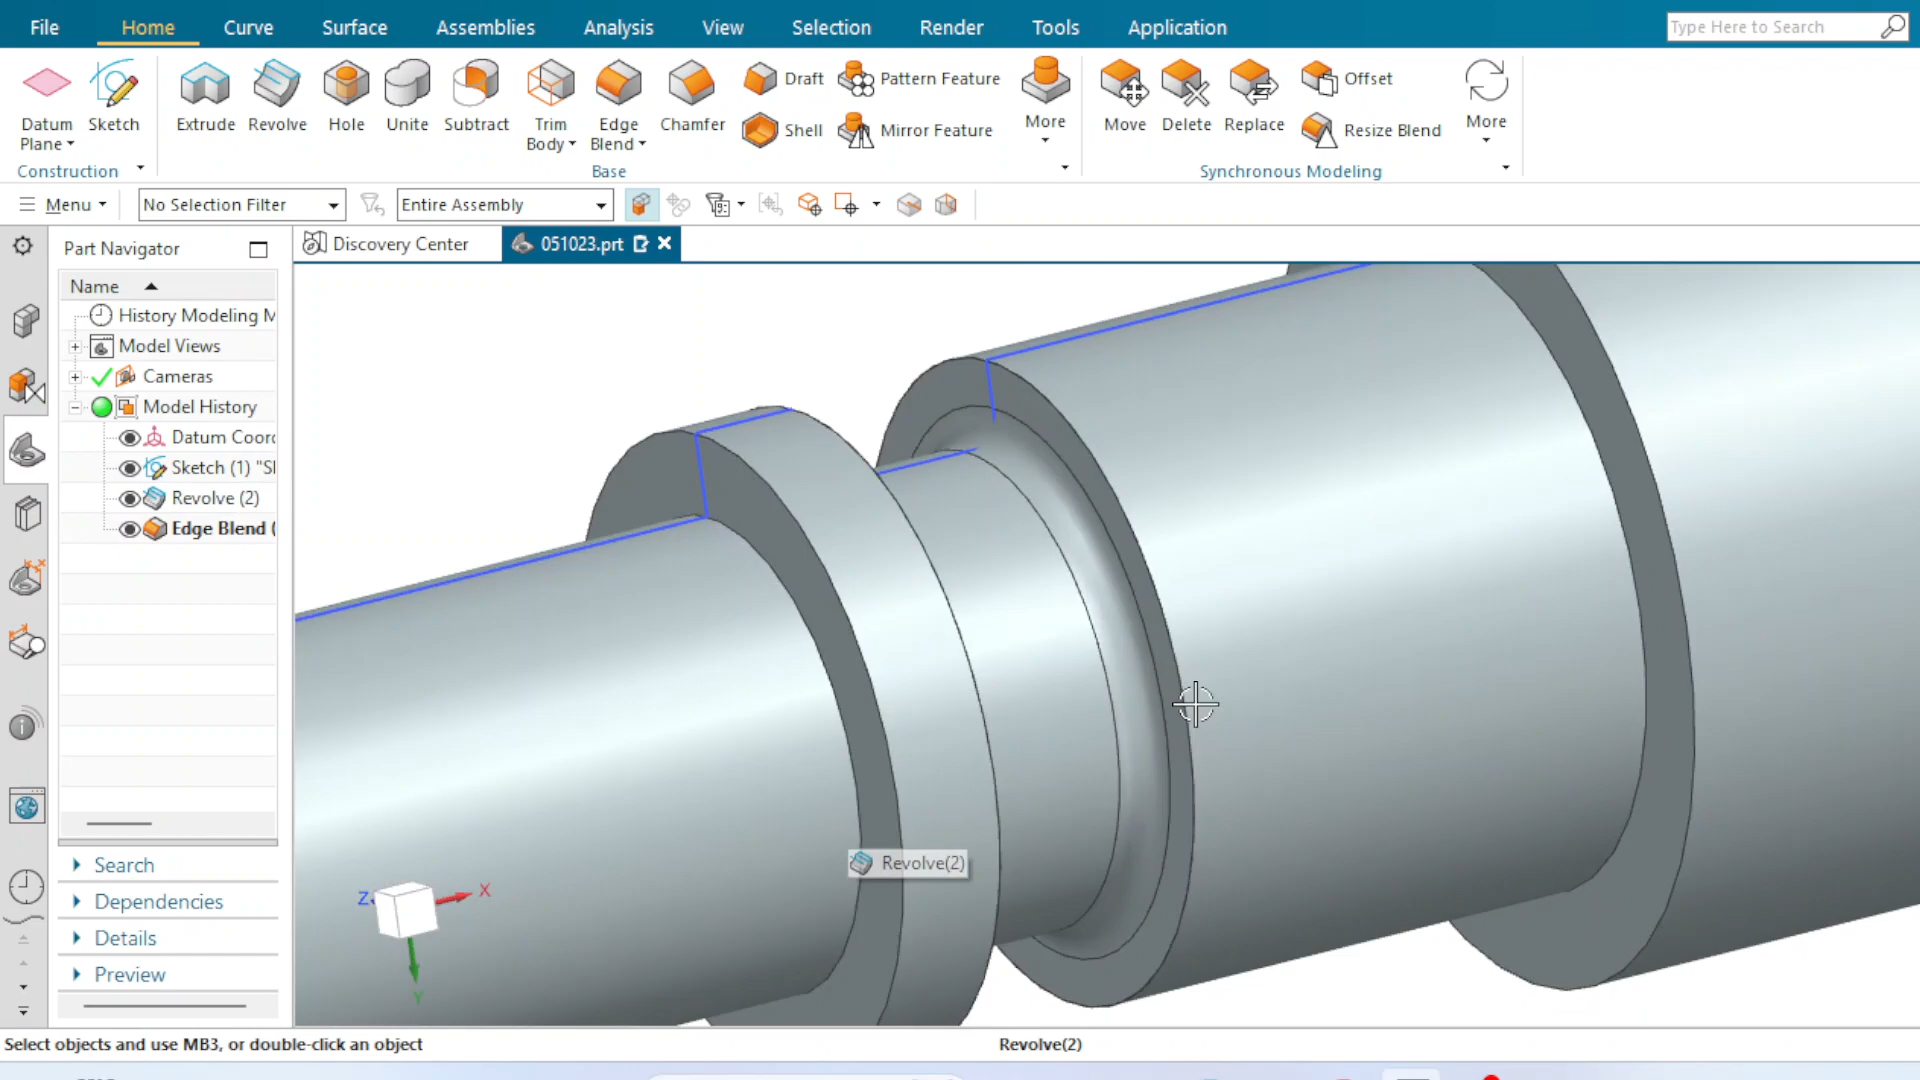 File Home Curve Surface Assemblies Analysis View Selection Render Tools Application Type Here to Search
Datum Plane Sketch Extrude Revolve Hole Unite Subtract Trim Body Edge Blend Chamfer Draft Shell Pattern Feature Mirror Feature More Move Delete Replace Offset Resize Blend More
Construction Base Synchronous Modeling
Menu No Selection Filter Entire Assembly
Part Navigator Discovery Center 051023.prt
Name
History Modeling M
Model Views
Cameras
Model History
Datum Coord
Sketch (1) "Sl
Revolve (2)
Edge Blend (
Search
Dependencies
Details
Preview
Revolve(2)
Z X
Y
Select objects and use MB3, or double-click an object Revolve(2)